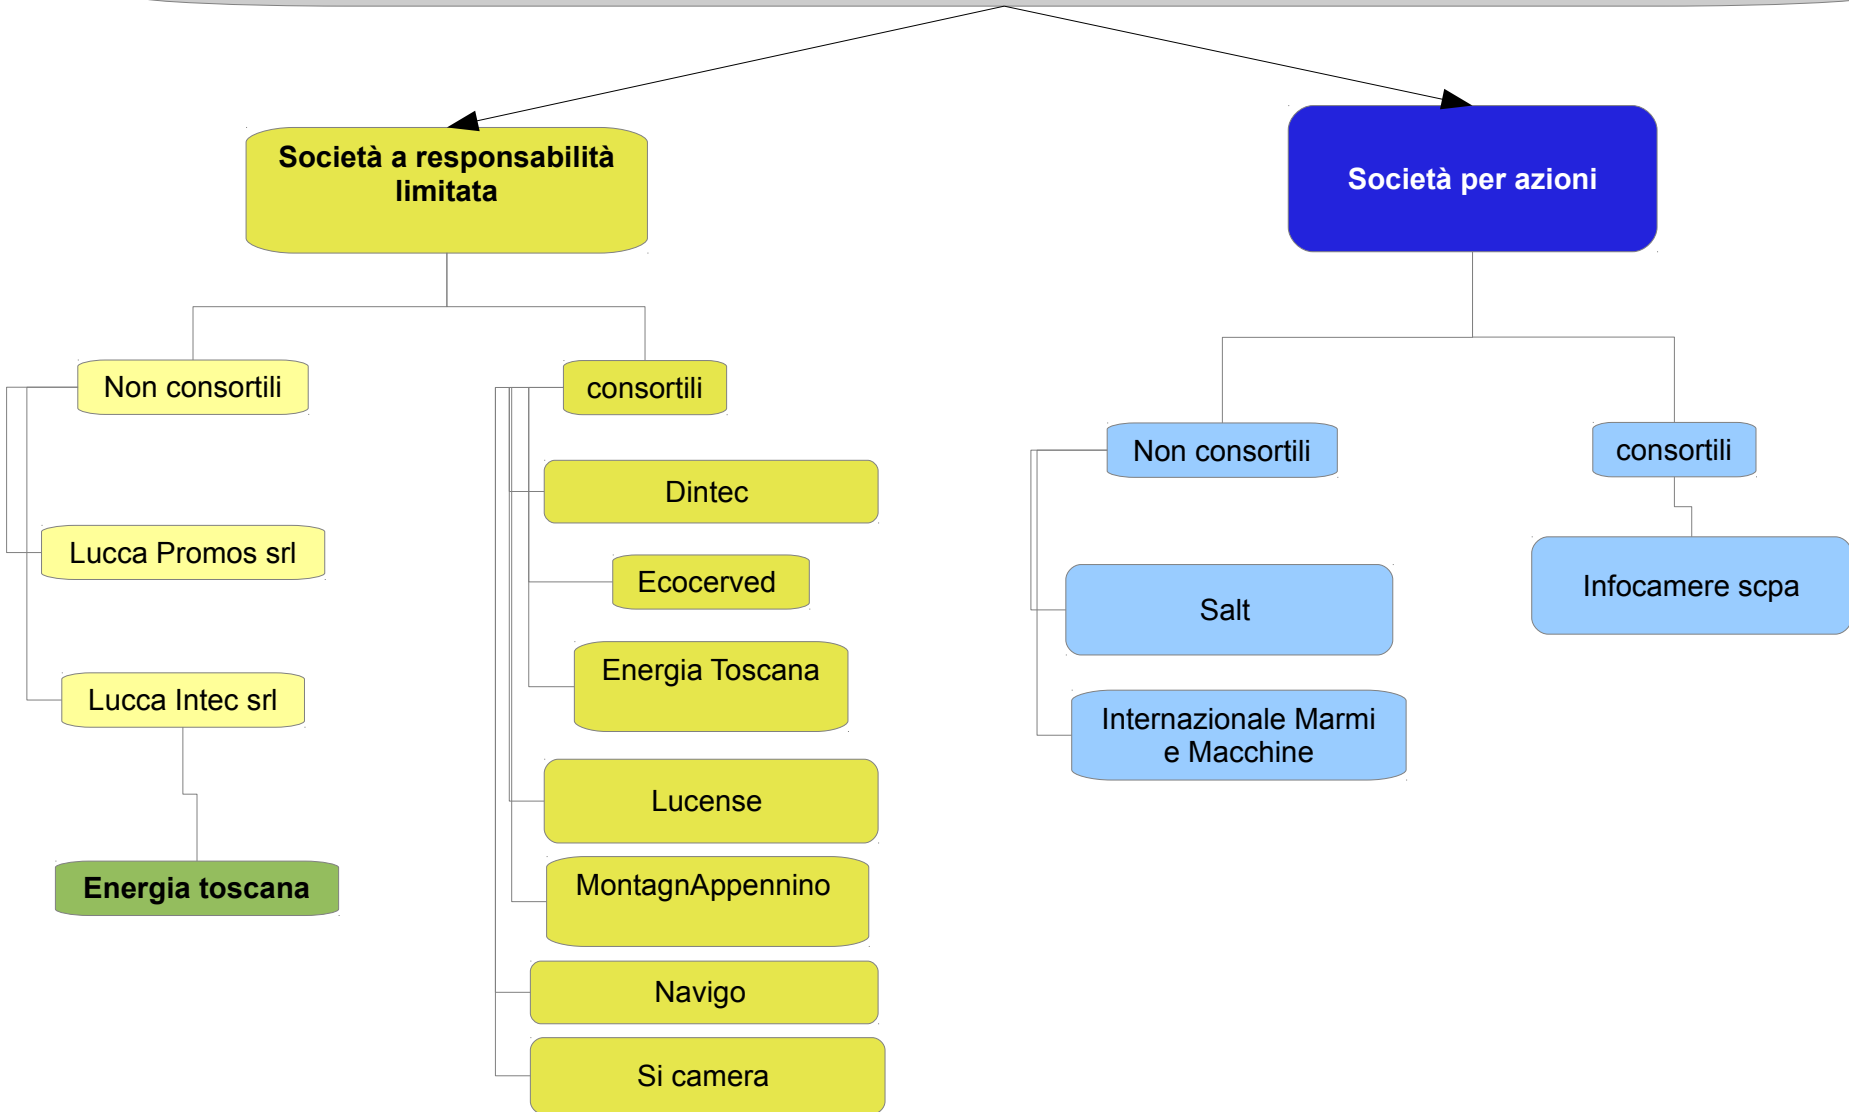 Società a responsabilità
limitata
Società per azioni
Non consortili
consortili
Non consortili
consortili
Dintec
Lucca Promos srl
Ecocerved
Salt
Infocamere scpa
Energia Toscana
Lucca Intec srl
Internazionale Marmi
e Macchine
Lucense
Energia toscana
MontagnAppennino
Navigo
Si camera